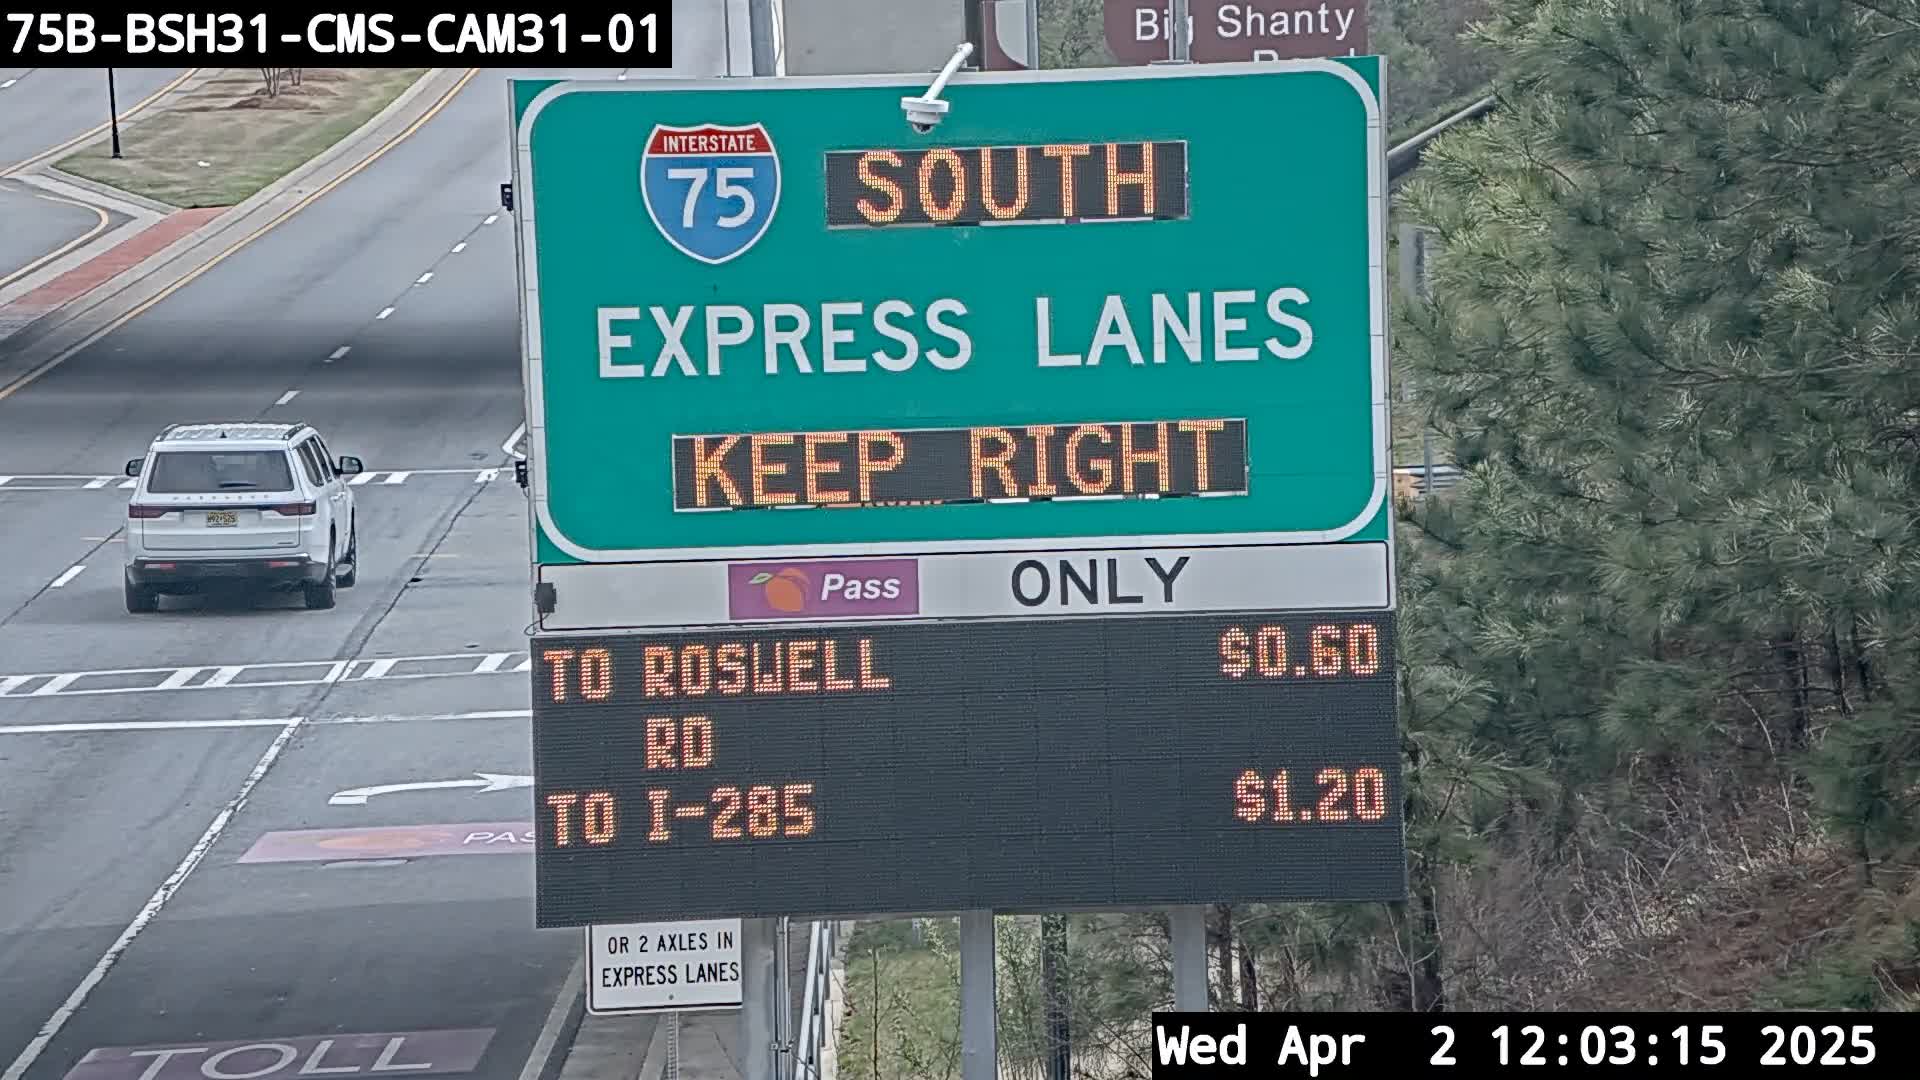 75B-BSH31-CMS-CAM31-01
Big Shanty
Road
INTERSTATE
75
SOUTH
EXPRESS LANES
KEEP RIGHT
Pass ONLY
TO ROSWELL $0.60
RD
TO I-285 $1.20
OR 2 AXLES IN
EXPRESS LANES
TOLL
Wed Apr 2 12:03:15 2025